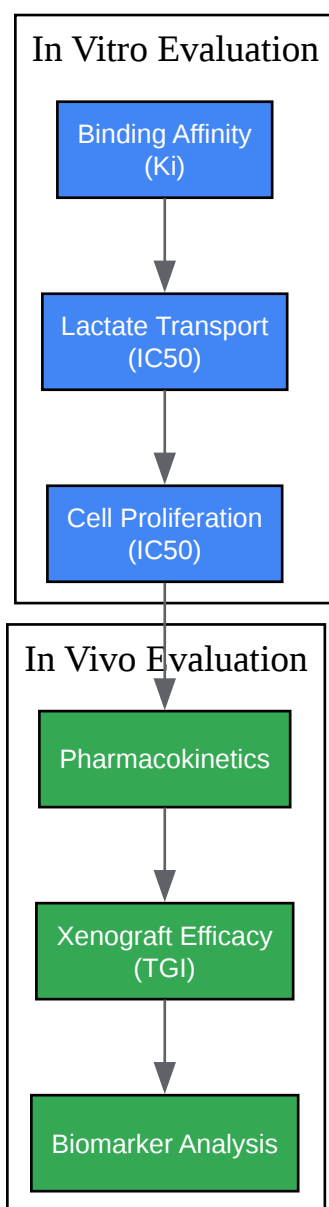 In Vitro Evaluation
Binding Affinity
(Ki)
Lactate Transport
(IC50)
Cell Proliferation
(IC50)
In Vivo Evaluation
Pharmacokinetics
Xenograft Efficacy
(TGI)
Biomarker Analysis